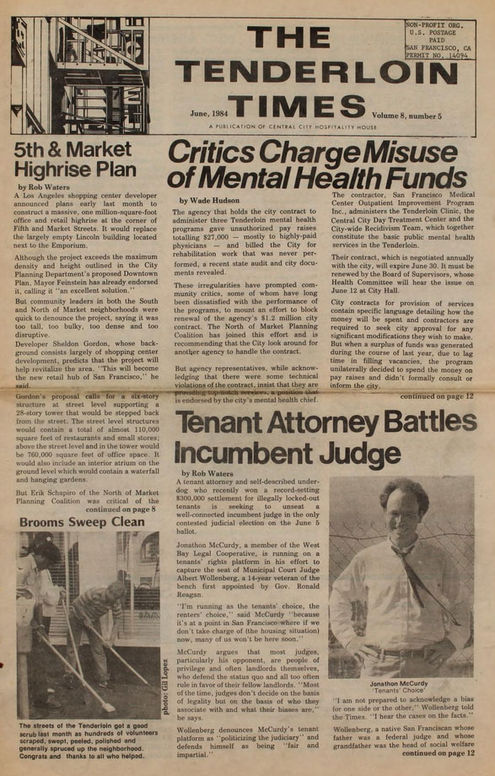 NON-PROFIT ORG.
U.S. POSTAGE
PAID
SAN FRANCISCO, CA
PERMIT NO. 14094
THE
TENDERLOIN
TIMES
June, 1984
Volume 8, number 5
A PUBLICATION OF CENTRAL CITY HOSPITALITY HOUSE
5th & Market
Highrise Plan
by Rob Waters
A Los Angeles shopping center developer
announced plans early last month to
construct a massive, one million-square-foot
office and retail highrise at the corner of
Fifth and Market Streets. It would replace
the largely empty Lincoln building located
next to the Emporium.
Although the project exceeds the maximum
density and height outlined in the City
Planning Department's proposed Downtown
Plan, Mayor Feinstein has already endorsed
it, calling it "an excellent solution."
But community leaders in both the South
and North of Market neighborhoods were
quick to denounce the project, saying it was
too tall, too bulky, too dense and too
disruptive.
Developer Sheldon Gordon, whose back-
ground consists largely of shopping center
development, predicts that the project will
help revitalize the area. "This will become
the new retail hub of San Francisco," he
said.
Gordon's proposal calls for a six-story
structure at street level supporting a
28-story tower that would be stepped back
from the street. The street level structures
would contain a total of almost 110,000
square feet of restaurants and small stores;
above the street level and in the tower would
be 760,000 square feet of office space. It
would also include an interior atrium on the
ground level which would contain a waterfall
and hanging gardens.
But Erik Schapiro of the North of Market
Planning Coalition was critical of the
continued on page 8
Brooms Sweep Clean
photo: Gil Lopez
The streets of the Tenderloin got a good
scrub last month as hundreds of volunteers
scraped, swept, peeled, polished and
generally spruced up the neighborhood.
Congrats and thanks to all who helped.
Critics Charge Misuse
of Mental Health Funds
by Wade Hudson
The agency that holds the city contract to
administer three Tenderloin mental health
programs gave unauthorized pay raises
totalling $27,000 — mostly to highly-paid
physicians — and billed the City for
rehabilitation work that was never per-
formed, a recent state audit and city docu-
ments revealed.
These irregularities have prompted com-
munity critics, some of whom have long
been dissatisfied with the performance of
the programs, to mount an effort to block
renewal of the agency's $1.2 million city
contract. The North of Market Planning
Coalition has joined this effort and is
recommending that the City look around for
another agency to handle the contract.
But agency representatives, while acknow-
ledging that there were some technical
violations of the contract, insist that they are
providing top-notch services, a position that
is endorsed by the city's mental health chief.
The contractor, San Francisco Medical
Center Outpatient Improvement Program
Inc., administers the Tenderloin Clinic, the
Central City Day Treatment Center and the
City-wide Recidivism Team, which together
constitute the basic public mental health
services in the Tenderloin.
Their contract, which is negotiated annually
with the city, will expire June 30. It must be
renewed by the Board of Supervisors, whose
Health Committee will hear the issue on
June 12 at City Hall.
City contracts for provision of services
contain specific language detailing how the
money will be spent and contractors are
required to seek city approval for any
significant modifications they wish to make.
But when a surplus of funds was generated
during the course of last year, due to lag
time in filling vacancies, the program
unilaterally decided to spend the money on
pay raises and didn't formally consult or
inform the city.
continued on page 12
Tenant Attorney Battles
Incumbent Judge
by Rob Waters
A tenant attorney and self-described under-
dog who recently won a record-setting
$300,000 settlement for illegally locked-out
tenants is seeking to unseat a
well-connected incumbent judge in the only
contested judicial election on the June 5
ballot.
Jonathon McCurdy, a member of the West
Bay Legal Cooperative, is running on a
tenants' rights platform in his effort to
capture the seat of Municipal Court Judge
Albert Wollenberg, a 14-year veteran of the
bench first appointed by Gov. Ronald
Reagan.
"I'm running as the tenants' choice, the
renters' choice," said McCurdy "because
it's at a point in San Francisco where if we
don't take charge of (the housing situation)
now, many of us won't be here soon."
McCurdy argues that most judges,
particularly his opponent, are people of
privilege and often landlords themselves,
who defend the status quo and all too often
rule in favor of their fellow landlords. "Most
of the time, judges don't decide on the basis
of legality but on the basis of who they
associate with and what their biases are,"
he says.
Wollenberg denounces McCurdy's tenant
platform as "politicizing the judiciary" and
defends himself as being "fair and
impartial."
Jonathon McCurdy
'Tenants' Choice'
"I am not prepared to acknowledge a bias
for one side or the other," Wollenberg told
the Times. "I hear the cases on the facts."
Wollenberg, a native San Franciscan whose
father was a federal judge and whose
grandfather was the head of social welfare
continued on page 12